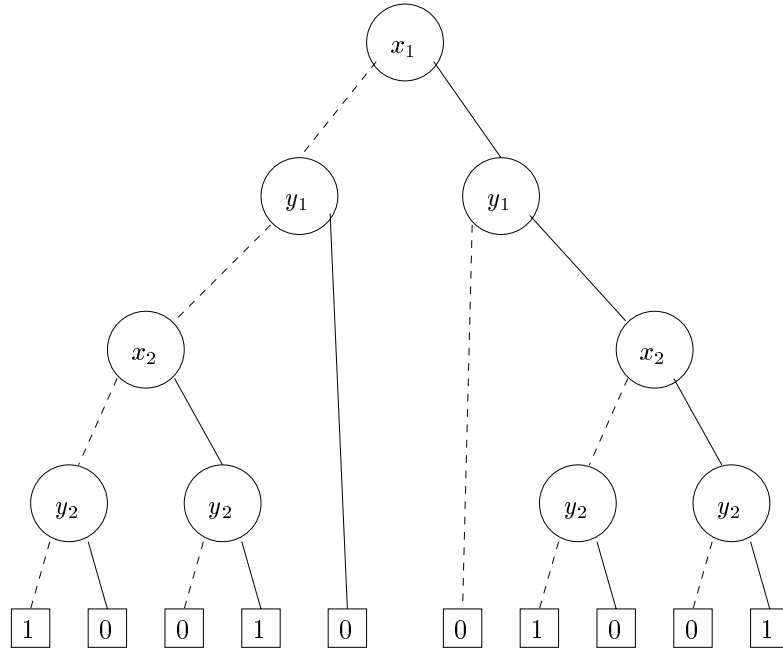 x₁
y₁ y₁
x₂ x₂
y₂ y₂ y₂ y₂
1 0 0 1 0 0 1 0 0 1